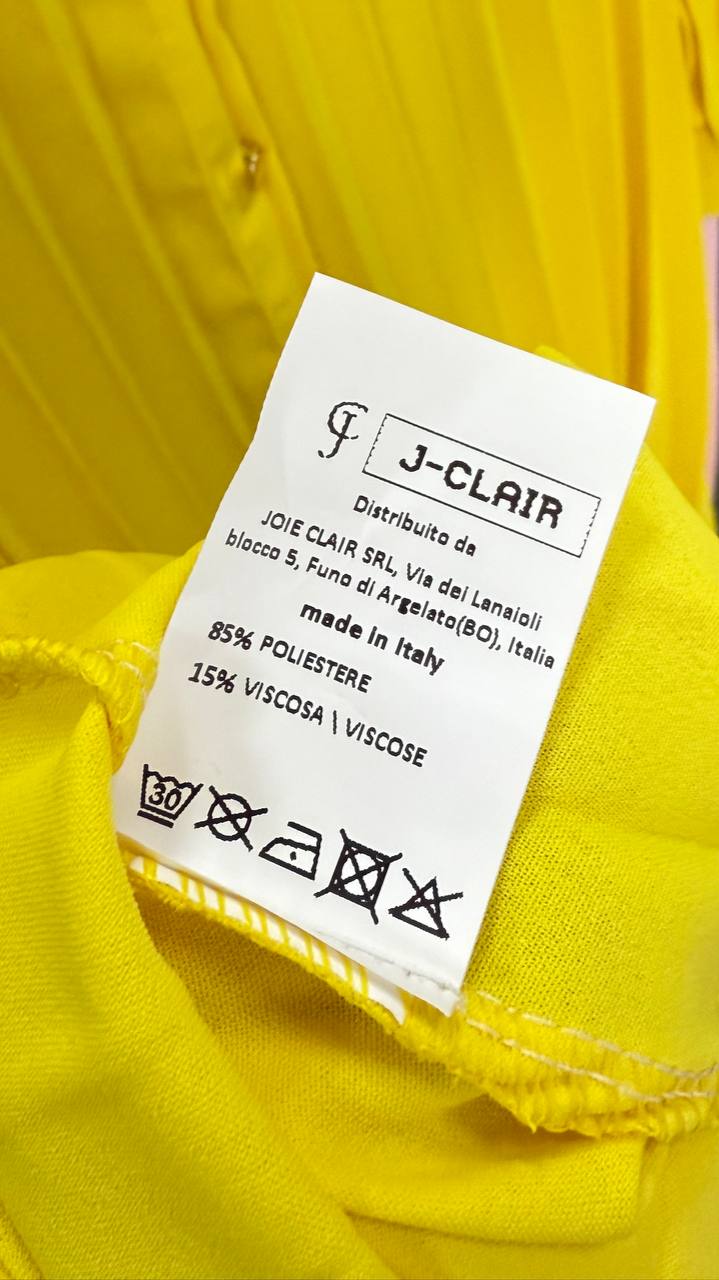 J-CLAIR
Distribuito da
JOIE CLAIR SRL, Via dei Lanaioli
blocco 5, Funo di Argelato(BO), Italia
made in Italy
85% POLIESTERE
15% VISCOSA \ VISCOSE
30